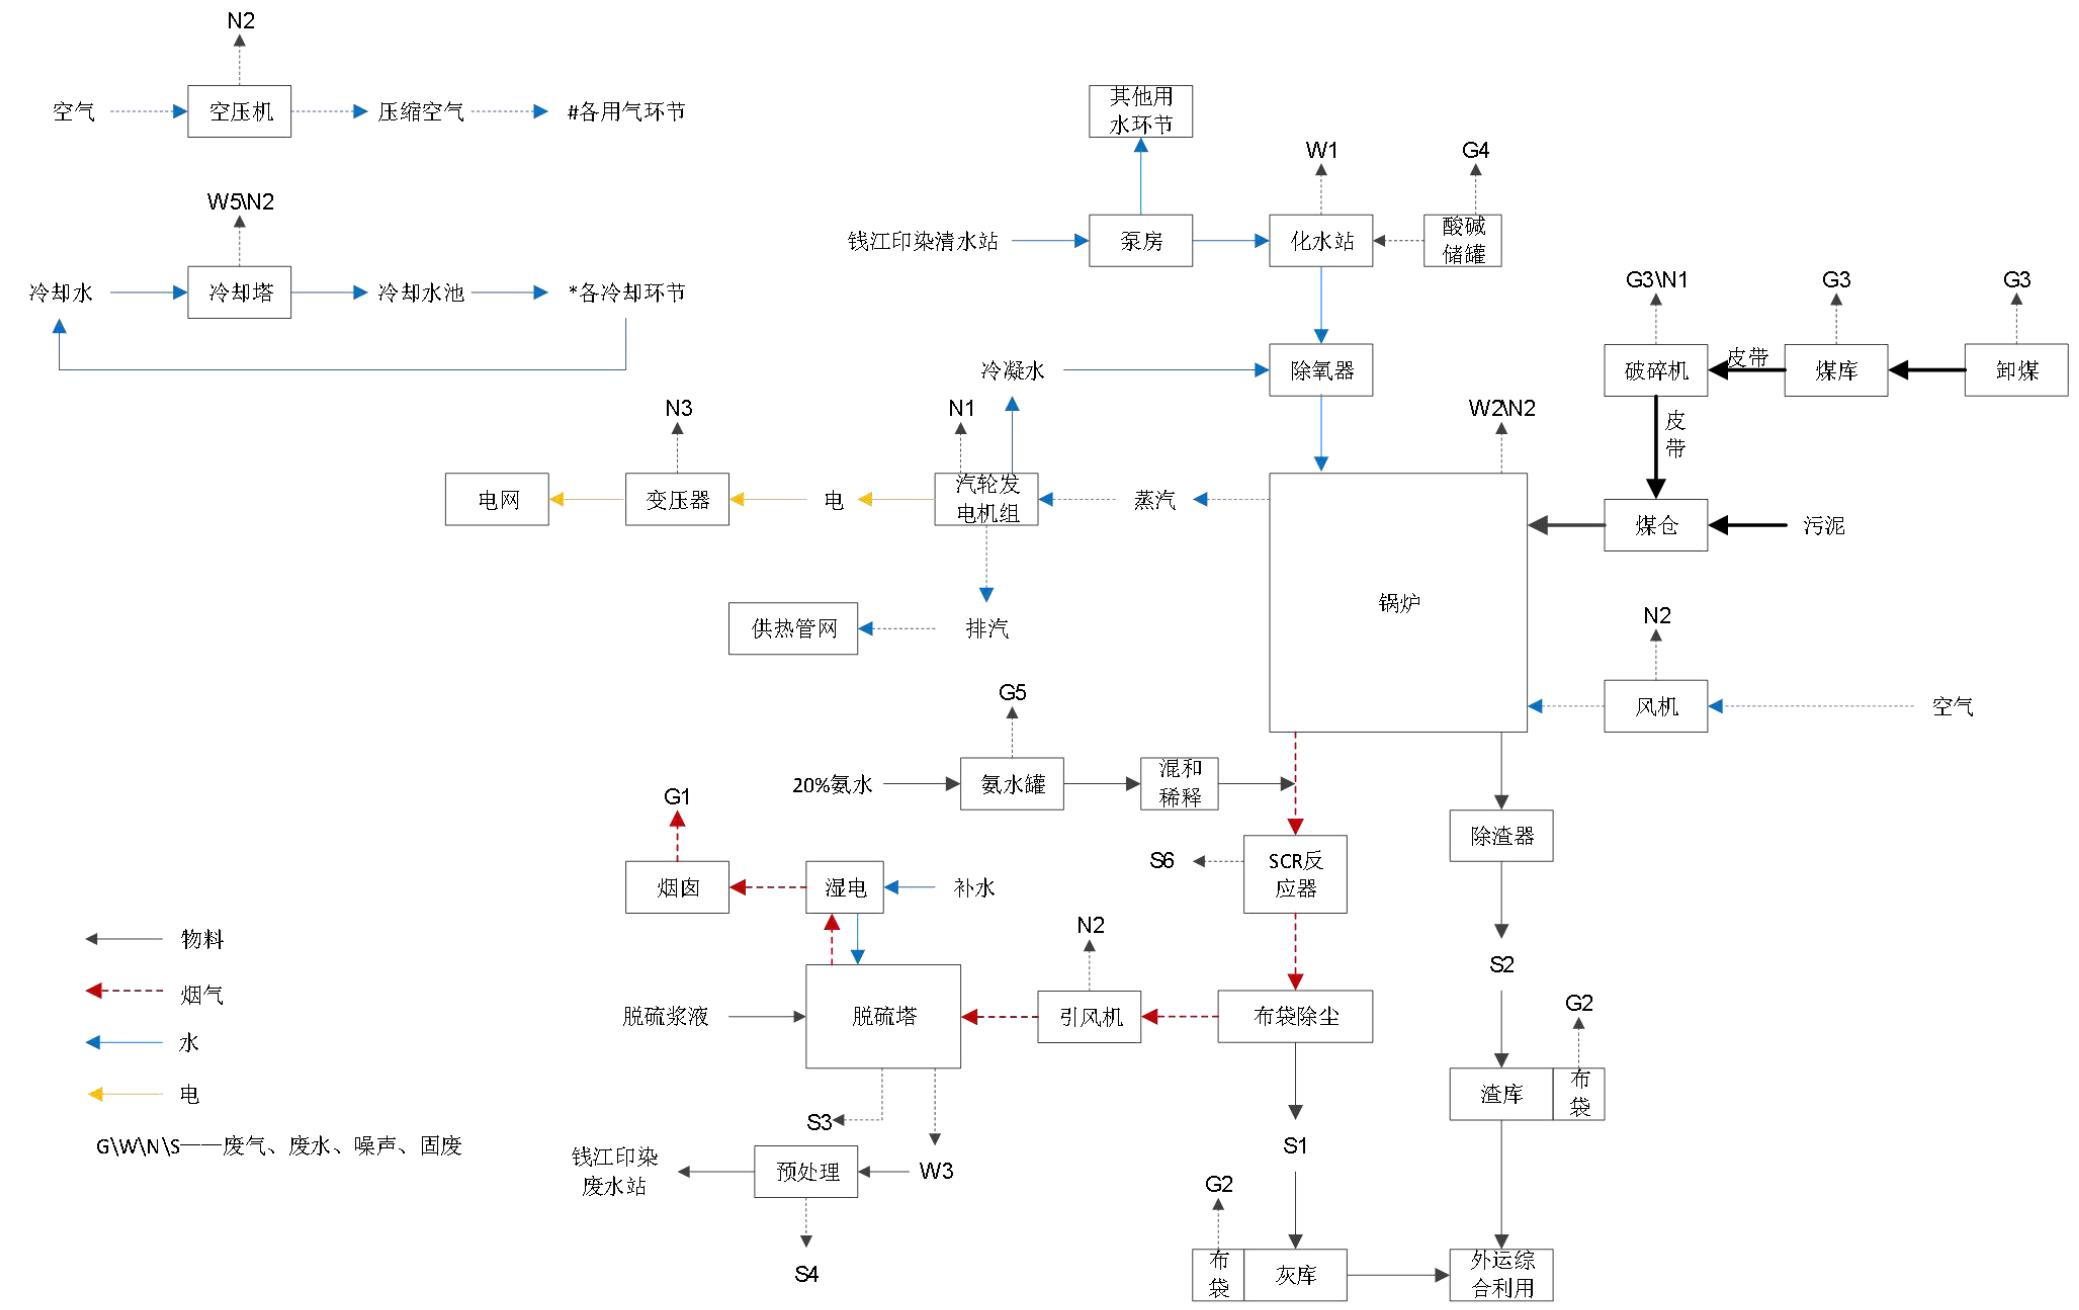 N2
空气
空压机
压缩空气
#各用气环节
其他用
水环节
W1
G4
W5\N2
钱江印染清水站
泵房
化水站
酸碱
储罐
冷却水
冷却塔
冷却水池
*各冷却环节
G3\N1
G3
G3
冷凝水
除氧器
破碎机
皮带
煤库
卸煤
N3
N1
W2\N2
皮
带
电网
变压器
电
汽轮发
电机组
蒸汽
煤仓
污泥
锅炉
供热管网
排汽
N2
G5
风机
空气
20%氨水
氨水罐
混和
稀释
G1
除渣器
S6
SCR反
应器
烟囱
湿电
补水
N2
物料
S2
烟气
G2
脱硫浆液
脱硫塔
引风机
布袋除尘
水
电
渣库
布
袋
S3
G\W\N\S——废气、废水、噪声、固废
S1
钱江印染
废水站
预处理
W3
G2
S4
布
袋
灰库
外运综
合利用